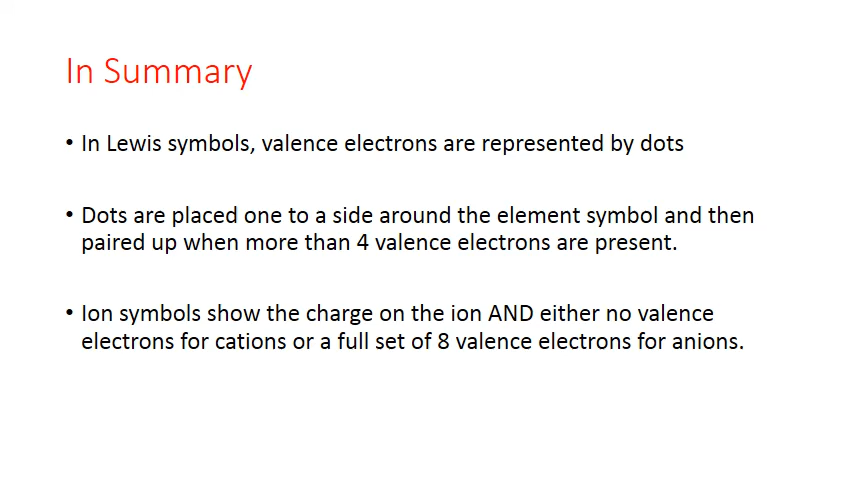 In Summary
• In Lewis symbols, valence electrons are represented by dots
• Dots are placed one to a side around the element symbol and then
paired up when more than 4 valence electrons are present.
• Ion symbols show the charge on the ion AND either no valence
electrons for cations or a full set of 8 valence electrons for anions.